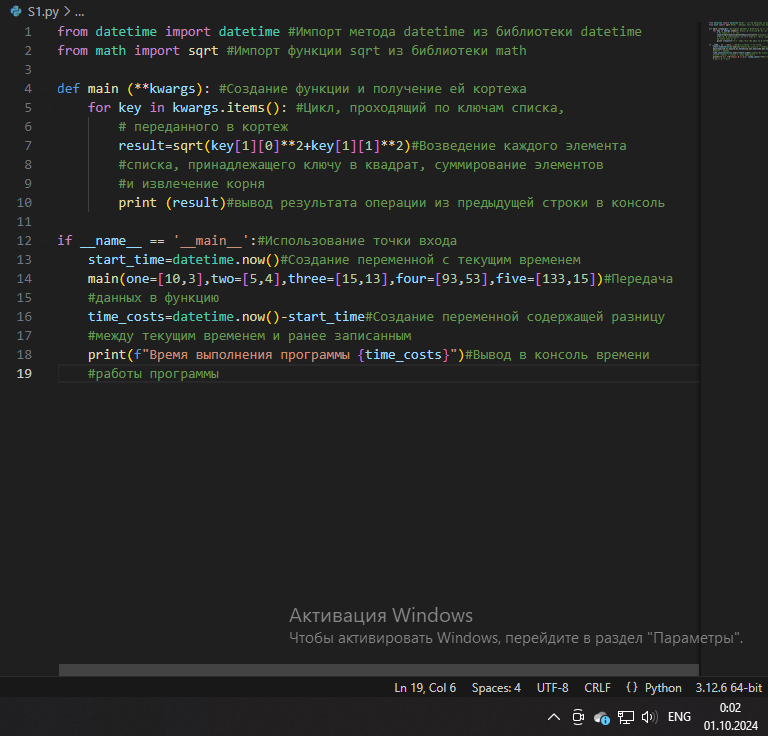 S1.py > ...
1 from datetime import datetime #Импорт метода datetime из библиотеки datetime
2 from math import sqrt #Импорт функции sqrt из библиотеки math
3
4 def main (**kwargs): #Создание функции и получение ей кортежа
5     for key in kwargs.items(): #Цикл, проходящий по ключам списка,
6         # переданного в кортеж
7         result=sqrt(key[1][0]**2+key[1][1]**2)#Возведение каждого элемента
8         #списка, принадлежащего ключу в квадрат, суммирование элементов
9         #и извлечение корня
10         print (result)#вывод результата операции из предыдущей строки в консоль
11
12 if __name__ == '__main__':#Использование точки входа
13     start_time=datetime.now()#Создание переменной с текущим временем
14     main(one=[10,3],two=[5,4],three=[15,13],four=[93,53],five=[133,15])#Передача
15     #данных в функцию
16     time_costs=datetime.now()-start_time#Создание переменной содержащей разницу
17     #между текущим временем и ранее записанным
18     print(f"Время выполнения программы {time_costs}")#Вывод в консоль времени
19     #работы программы
Активация Windows
Чтобы активировать Windows, перейдите в раздел "Параметры".
Ln 19, Col 6 Spaces: 4 UTF-8 CRLF {} Python 3.12.6 64-bit
ENG 0:02
01.10.2024